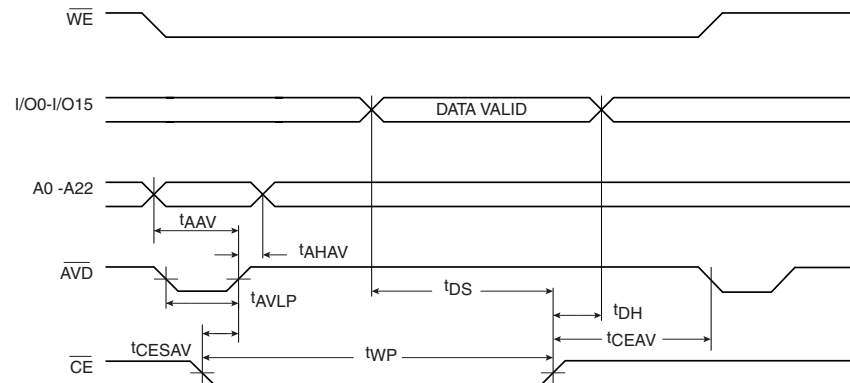 WE
I/O0-I/O15
DATA VALID
A0 -A22
tAAV
tAHAV
AVD
tAVLP
tDS
tDH
tCEAV
tCESAV
tWP
CE